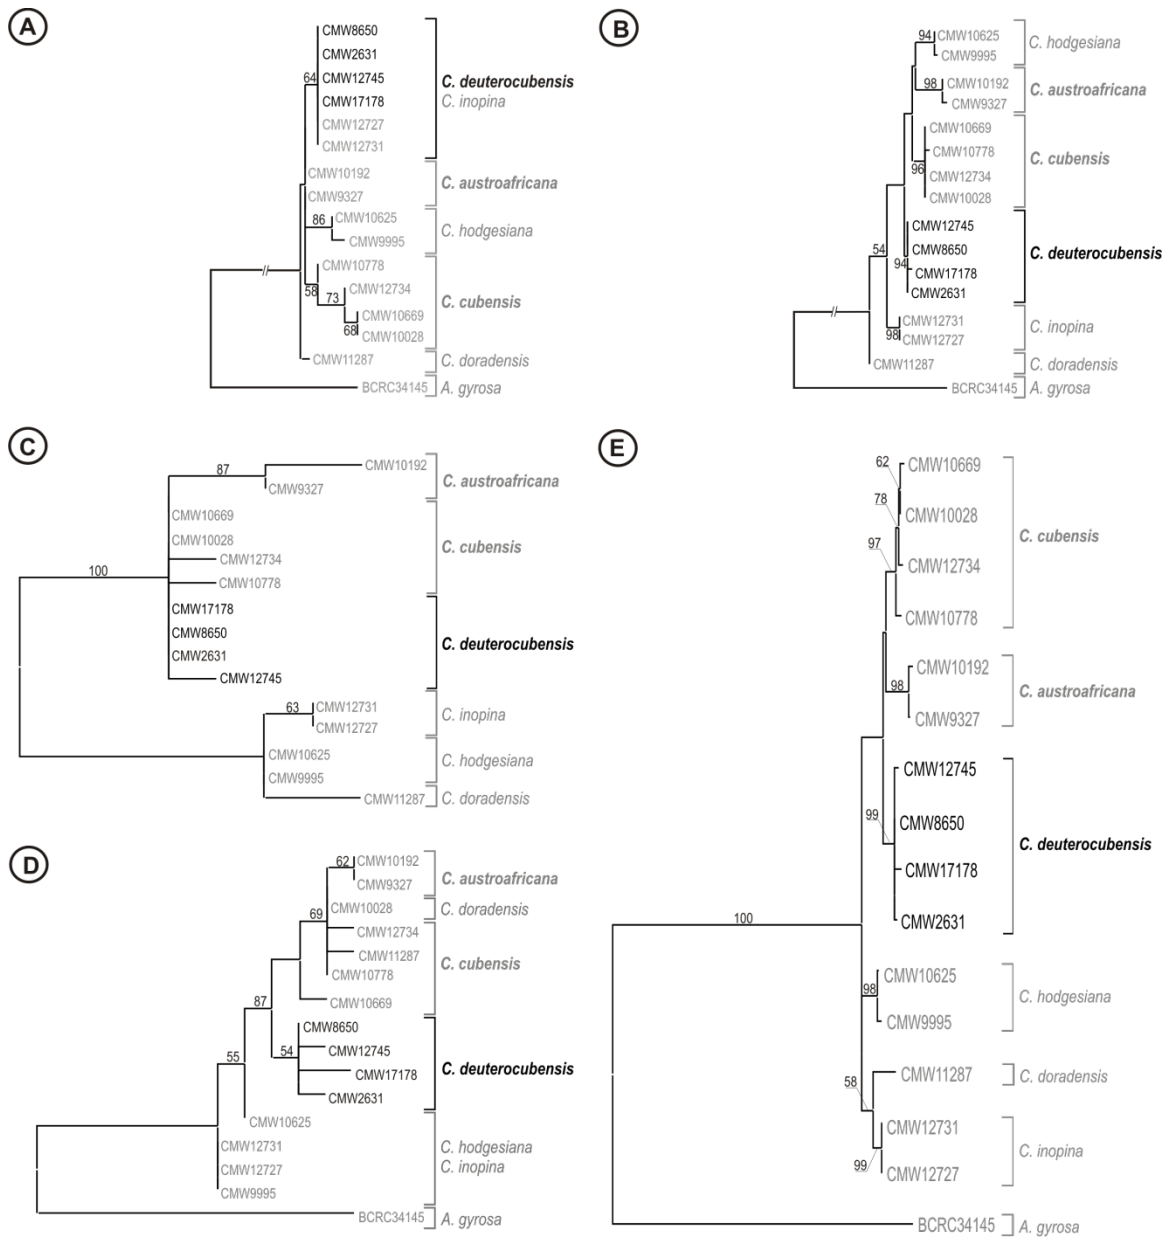 A
CMW8650
CMW2631
64
CMW12745
CMW17178
CMW12727
CMW12731
C. deuterocubensis
C. inopina
CMW10192
CMW9327
C. austroafricana
86
CMW10625
CMW9995
C. hodgesiana
CMW10778
58
73
CMW12734
CMW10669
68
CMW10028
C. cubensis
CMW11287
C. doradensis
BCRC34145
A. gyrosa
B
94
CMW10625
CMW9995
C. hodgesiana
98
CMW10192
CMW9327
C. austroafricana
CMW10669
CMW10778
96
CMW12734
CMW10028
C. cubensis
CMW12745
54
CMW8650
94
CMW17178
CMW2631
C. deuterocubensis
CMW12731
98
CMW12727
C. inopina
CMW11287
C. doradensis
BCRC34145
A. gyrosa
C
87
CMW10192
CMW9327
C. austroafricana
CMW10669
CMW10028
CMW12734
CMW10778
C. cubensis
100
CMW17178
CMW8650
CMW2631
CMW12745
C. deuterocubensis
63
CMW12731
CMW12727
C. inopina
CMW10625
CMW9995
C. hodgesiana
CMW11287
C. doradensis
D
62
CMW10192
CMW9327
C. austroafricana
69
CMW10028
C. doradensis
CMW12734
CMW11287
CMW10778
CMW10669
C. cubensis
87
CMW8650
54
CMW12745
CMW17178
CMW2631
C. deuterocubensis
55
CMW10625
CMW12731
CMW12727
CMW9995
C. hodgesiana
C. inopina
BCRC34145
A. gyrosa
E
62
CMW10669
78
CMW10028
97
CMW12734
CMW10778
C. cubensis
CMW10192
98
CMW9327
C. austroafricana
CMW12745
99
CMW8650
CMW17178
CMW2631
C. deuterocubensis
100
CMW10625
98
CMW9995
C. hodgesiana
58
CMW11287
C. doradensis
CMW12731
99
CMW12727
C. inopina
BCRC34145
A. gyrosa